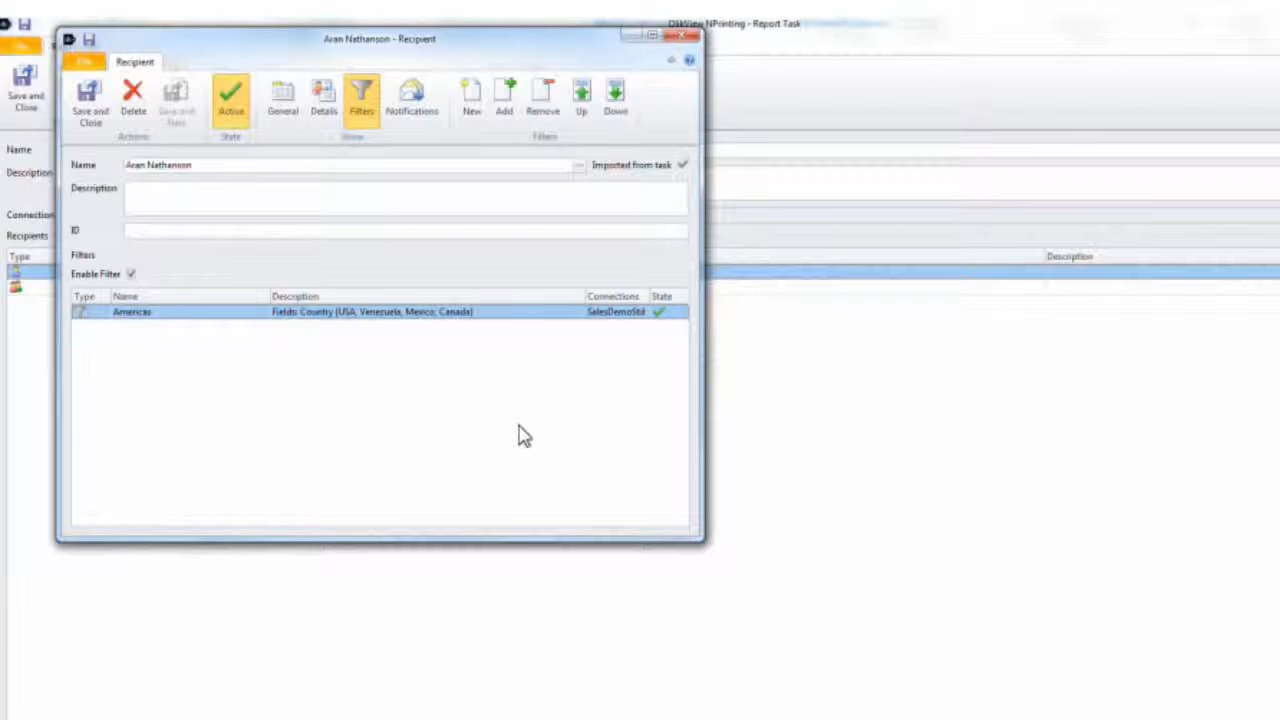 QlikView NPrinting - Report Task
Aran Nathanson - Recipient
File
Recipient
Save and Close
Save and Close
Delete
Save and New
Active
General
Details
Filters
Notifications
New
Add
Remove
Up
Down
Actions
State
Show
Filters
Name
Description
Connection
Recipients
Type
Description
Name
Aran Nathanson
Imported from task
Description
ID
Filters
Enable Filter
Type Name Description Connections State
Americas Fields: Country (USA, Venezuela, Mexico, Canada) SalesDemoStd